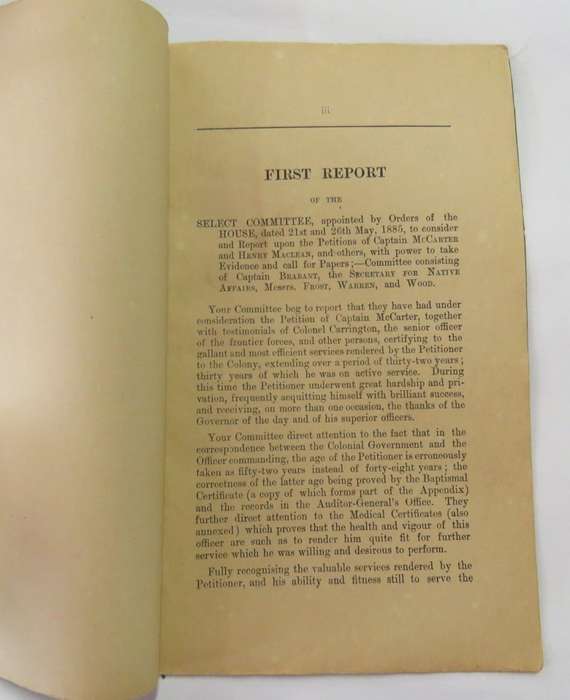 iii
FIRST REPORT
OF THE
SELECT COMMITTEE, appointed by Orders of the
HOUSE, dated 21st and 26th May, 1885, to consider
and Report upon the Petitions of Captain MCCARTER
and HENRY MACLEAN, and others, with power to take
Evidence and call for Papers;—Committee consisting
of Captain BRABANT, the SECRETARY FOR NATIVE
AFFAIRS, Messrs. FROST, WARREN, and WOOD.
Your Committee beg to report that they have had under
consideration the Petition of Captain McCarter, together
with testimonials of Colonel Carrington, the senior officer
of the frontier forces, and other persons, certifying to the
gallant and most efficient services rendered by the Petitioner
to the Colony, extending over a period of thirty-two years;
thirty years of which he was on active service. During
this time the Petitioner underwent great hardship and pri-
vation, frequently acquitting himself with brilliant success,
and receiving, on more than one occasion, the thanks of the
Governor of the day and of his superior officers.
Your Committee direct attention to the fact that in the
correspondence between the Colonial Government and the
Officer commanding, the age of the Petitioner is erroneously
taken as fifty-two years instead of forty-eight years; the
correctness of the latter age being proved by the Baptismal
Certificate (a copy of which forms part of the Appendix)
and the records in the Auditor-General's Office. They
further direct attention to the Medical Certificates (also
annexed) which proves that the health and vigour of this
officer are such as to render him quite fit for further
service which he was willing and desirous to perform.
Fully recognising the valuable services rendered by the
Petitioner, and his ability and fitness still to serve the